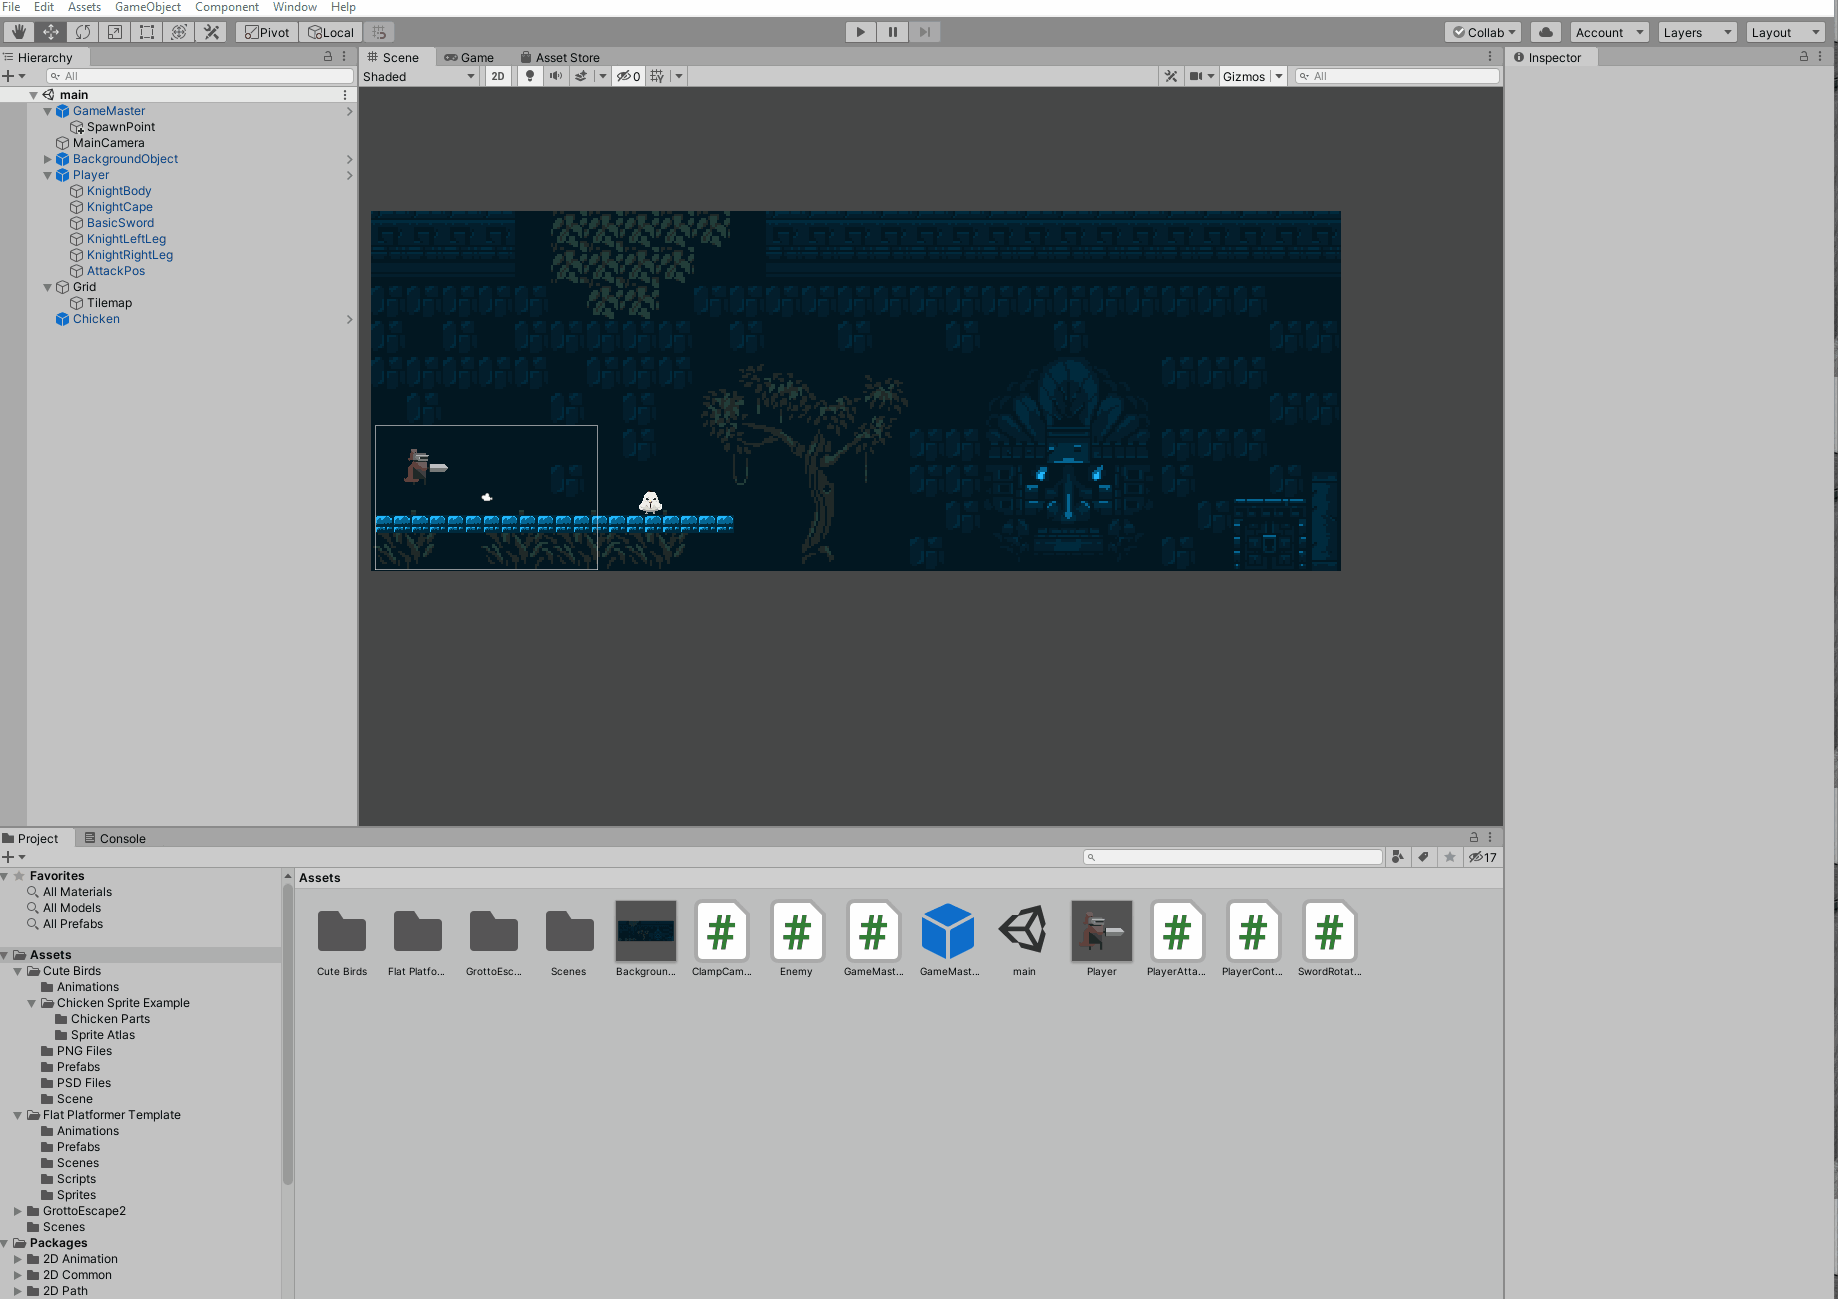 File Edit Assets GameObject Component Window Help
Pivot Local Collab Account Layers Layout
Hierarchy
All
main
GameMaster
SpawnPoint
MainCamera
BackgroundObject
Player
KnightBody
KnightCape
BasicSword
KnightLeftLeg
KnightRightLeg
AttackPos
Grid
Tilemap
Chicken
Scene Game Asset Store
Shaded 2D 0 Gizmos All
Inspector
Project Console
17
Favorites
All Materials
All Models
All Prefabs
Assets
Cute Birds
Animations
Chicken Sprite Example
Chicken Parts
Sprite Atlas
PNG Files
Prefabs
PSD Files
Scene
Flat Platformer Template
Animations
Prefabs
Scenes
Scripts
Sprites
GrottoEscape2
Scenes
Packages
2D Animation
2D Common
2D Path
Assets
# # # # # #
Cute Birds Flat Platfo... GrottoEsc... Scenes Backgroun... ClampCam... Enemy GameMast... GameMast... main Player PlayerAtta... PlayerCont... SwordRotat...